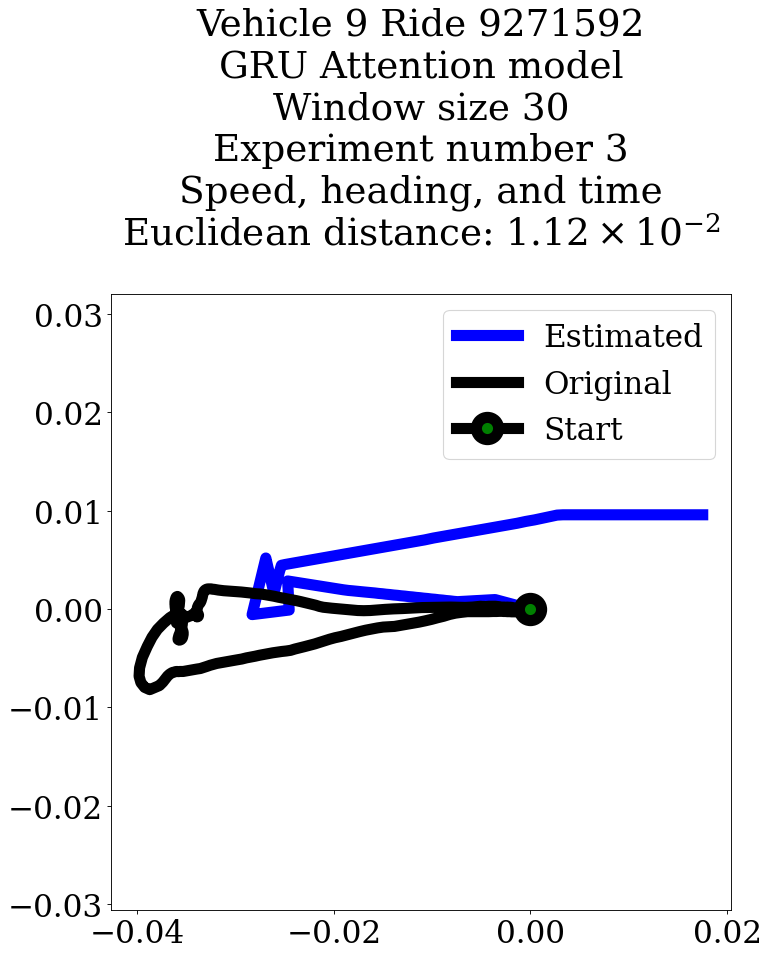 Vehicle 9 Ride 9271592
GRU Attention model
Window size 30
Experiment number 3
Speed, heading, and time
Euclidean distance: 1.12 × 10⁻²
Estimated
Original
Start
0.03
0.02
0.01
0.00
−0.01
−0.02
−0.03
−0.04 −0.02 0.00 0.02